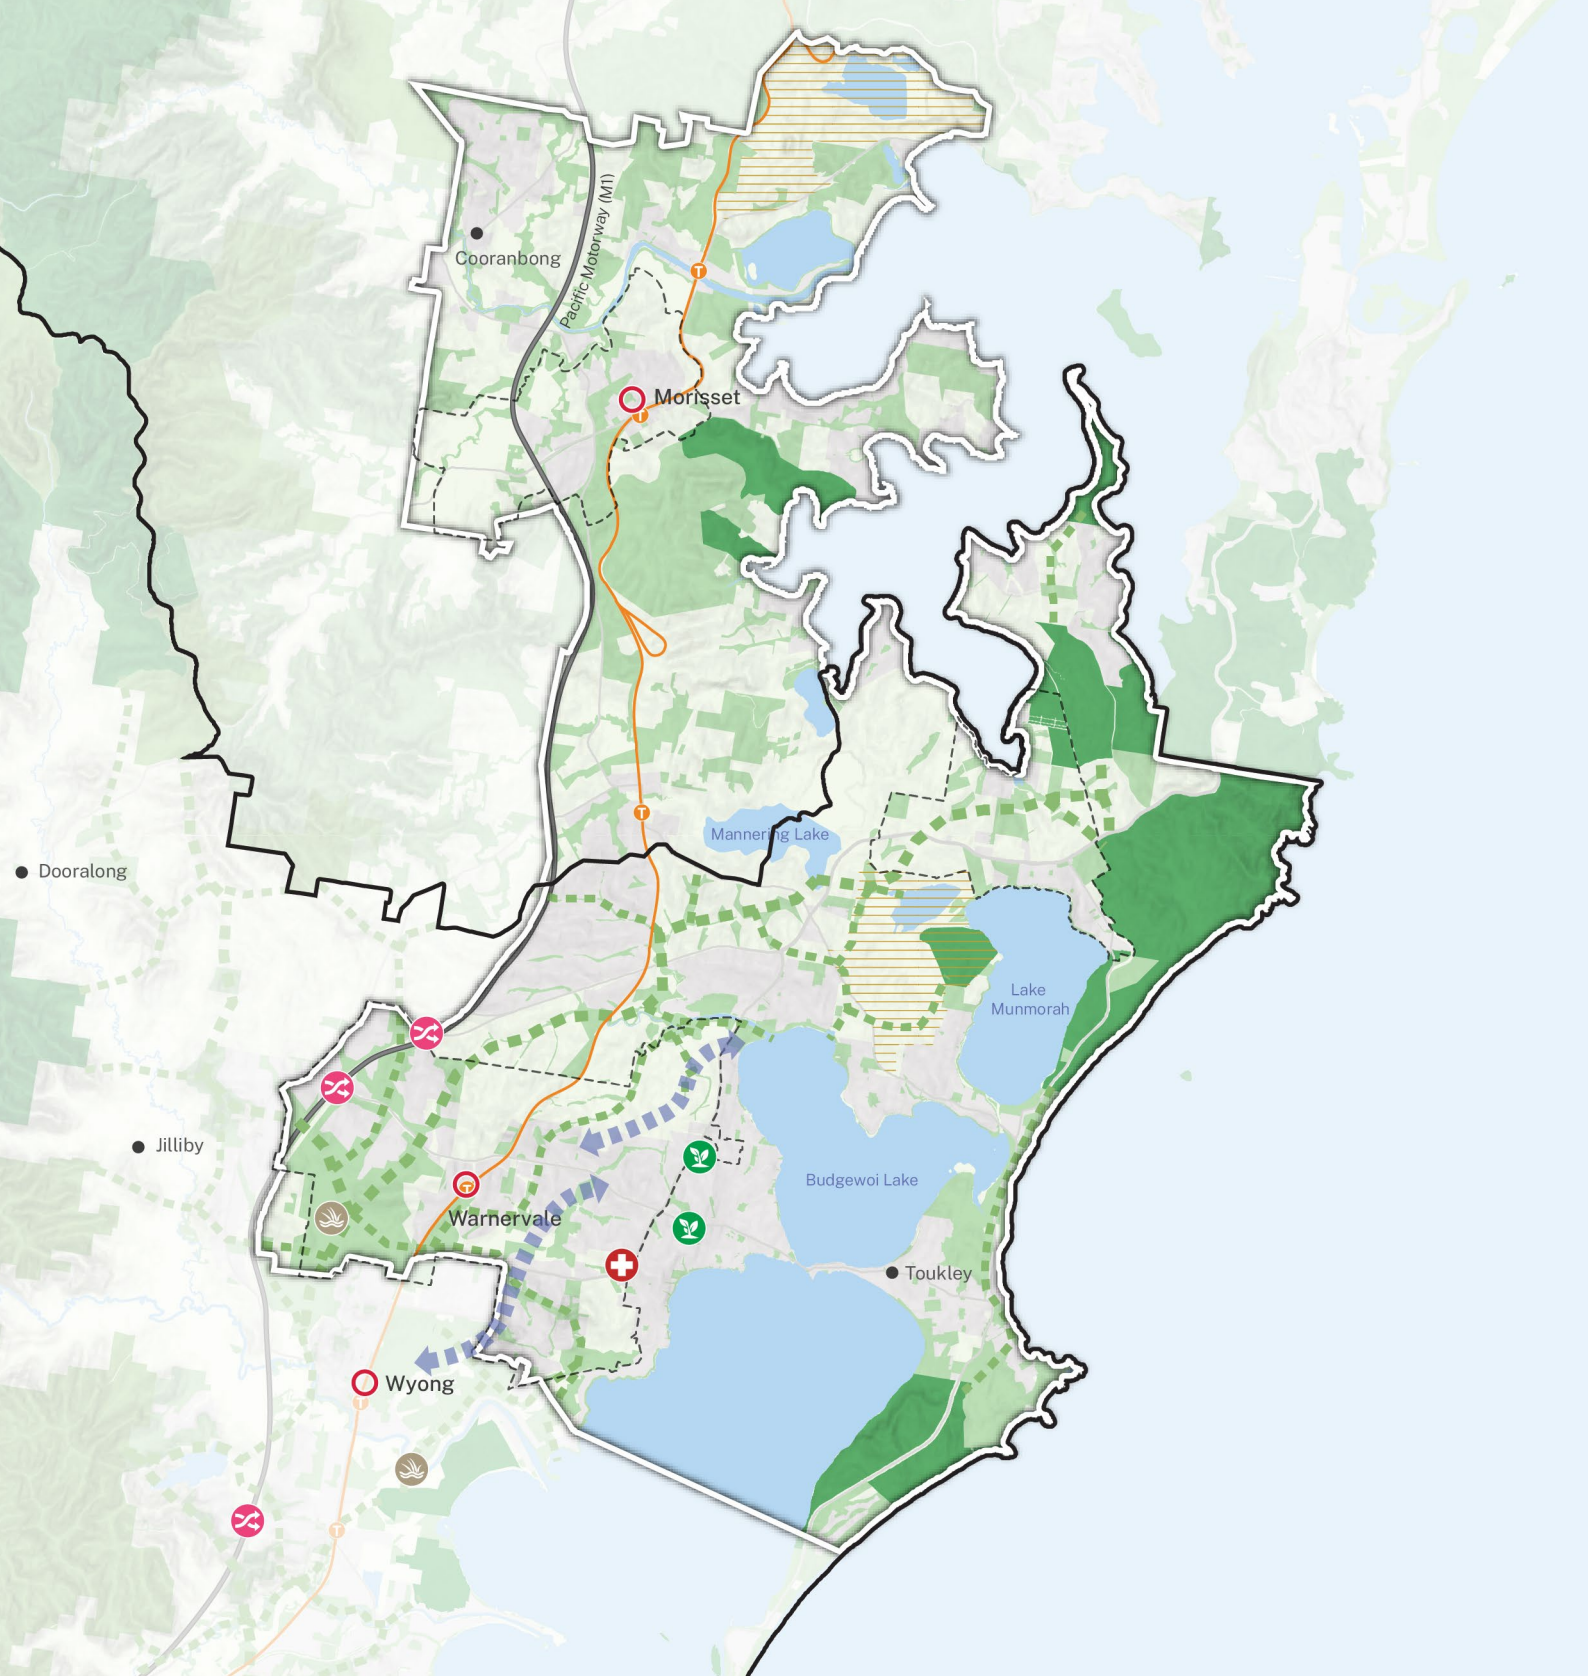 Cooranbong
Pacific Motorway (M1)
T
Morisset
T
T
Mannering Lake
Dooralong
Lake
Munmorah
Jilliby
Budgewoi Lake
T
Warnervale
Toukley
Wyong
T
T